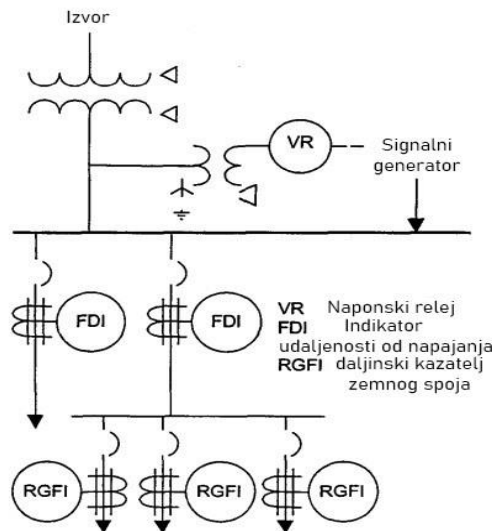 Izvor
VR
Signalni
generator
FDI
FDI
VR Naponski relej
FDI Indikator
udaljenosti od napajanja
RGFI daljinski kazatelj
zemnog spoja
RGFI
RGFI
RGFI